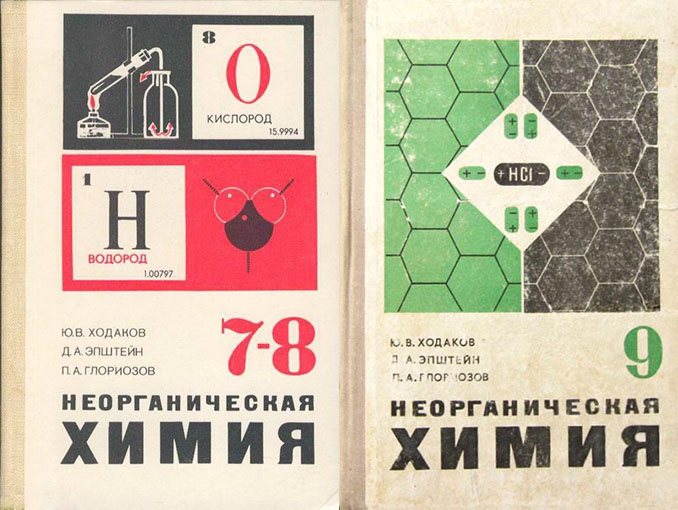 8
О
КИСЛОРОД
15.9994
1
Н
ВОДОРОД
1.00797
Ю.В. ХОДАКОВ
Д.А. ЭПШТЕЙН
П.А. ГЛОРИОЗОВ
7-8
НЕОРГАНИЧЕСКАЯ
ХИМИЯ
+ -
+ -
+ -
+ HCl -
+ -
- +
- +
Ю.В. ХОДАКОВ
Д.А. ЭПШТЕЙН
П.А. ГЛОРИОЗОВ
9
НЕОРГАНИЧЕСКАЯ
ХИМИЯ